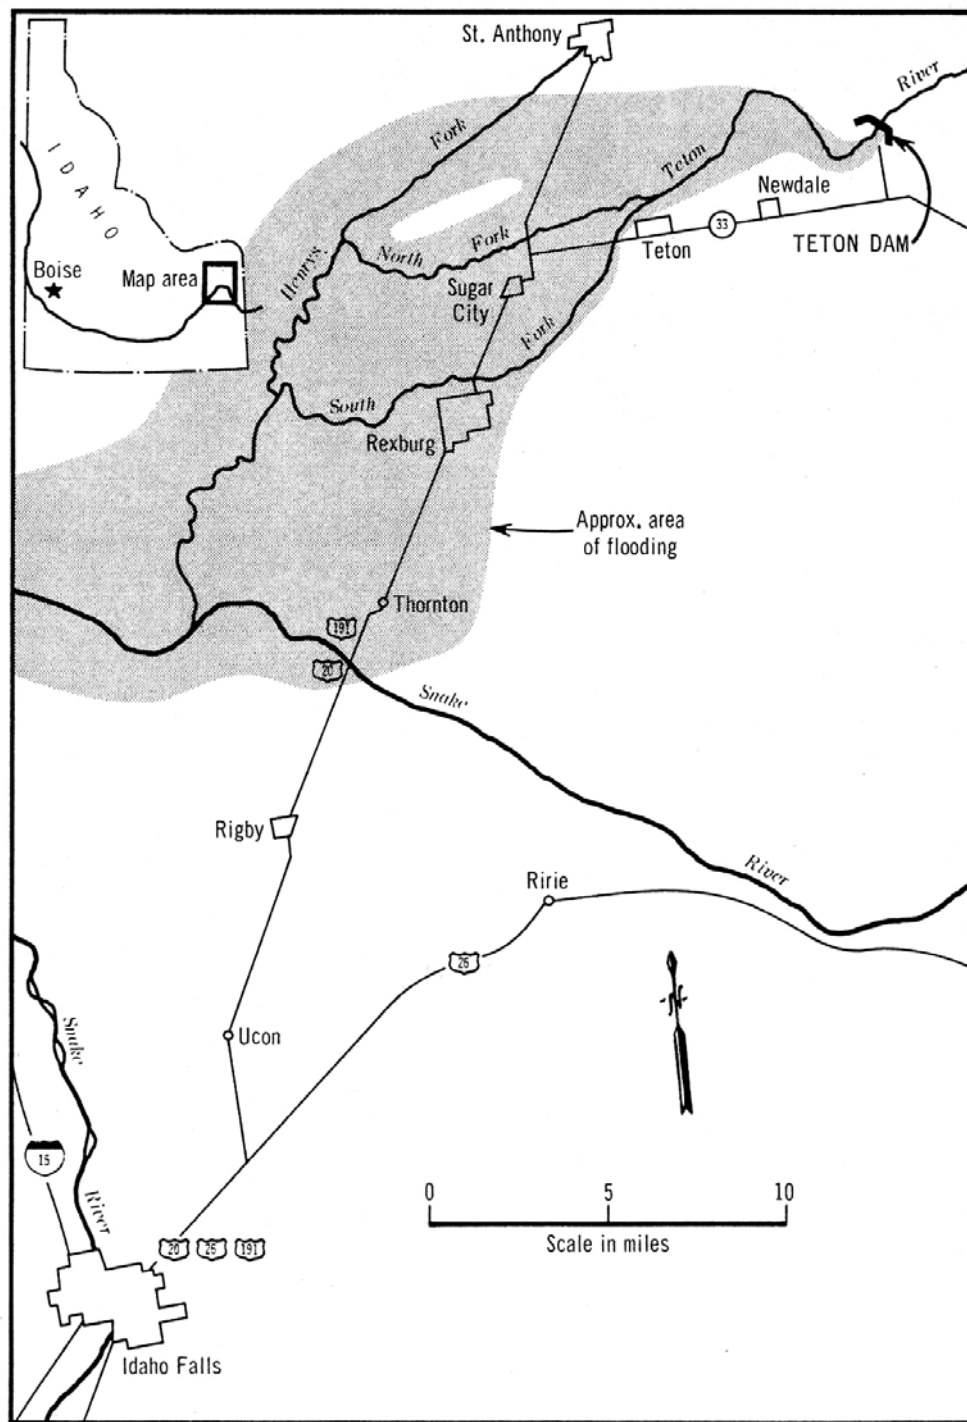 St. Anthony
River
IDAHO
Fork
Teton
Newdale
33
Teton
TETON DAM
Boise
Map area
Henrys
North
Fork
Sugar
City
Fork
South
Rexburg
Approx. area
of flooding
Thornton
191
20
Snake
Rigby
River
Ririe
26
N
Ucon
Snake
15
River
0 5 10
Scale in miles
20 26 191
Idaho Falls